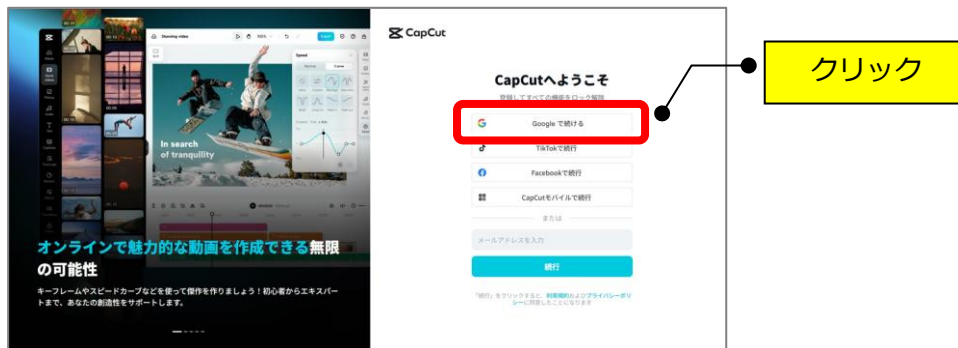 CapCut
CapCutへようこそ
登録してすべての機能をロック解除
Google で続ける
TikTokで続行
Facebookで続行
CapCutモバイルで続行
または
メールアドレスを入力
続行
「続行」をクリックすると、利用規約およびプライバシーポリ
シーに同意したことになります
クリック
Stunning video
100%
Export
Speed
Normal
Curve
In search
of tranquility
オンラインで魅力的な動画を作成できる無限
の可能性
キーフレームやスピードカーブなどを使って傑作を作りましょう！初心者からエキスパー
トまで、あなたの創造性をサポートします。